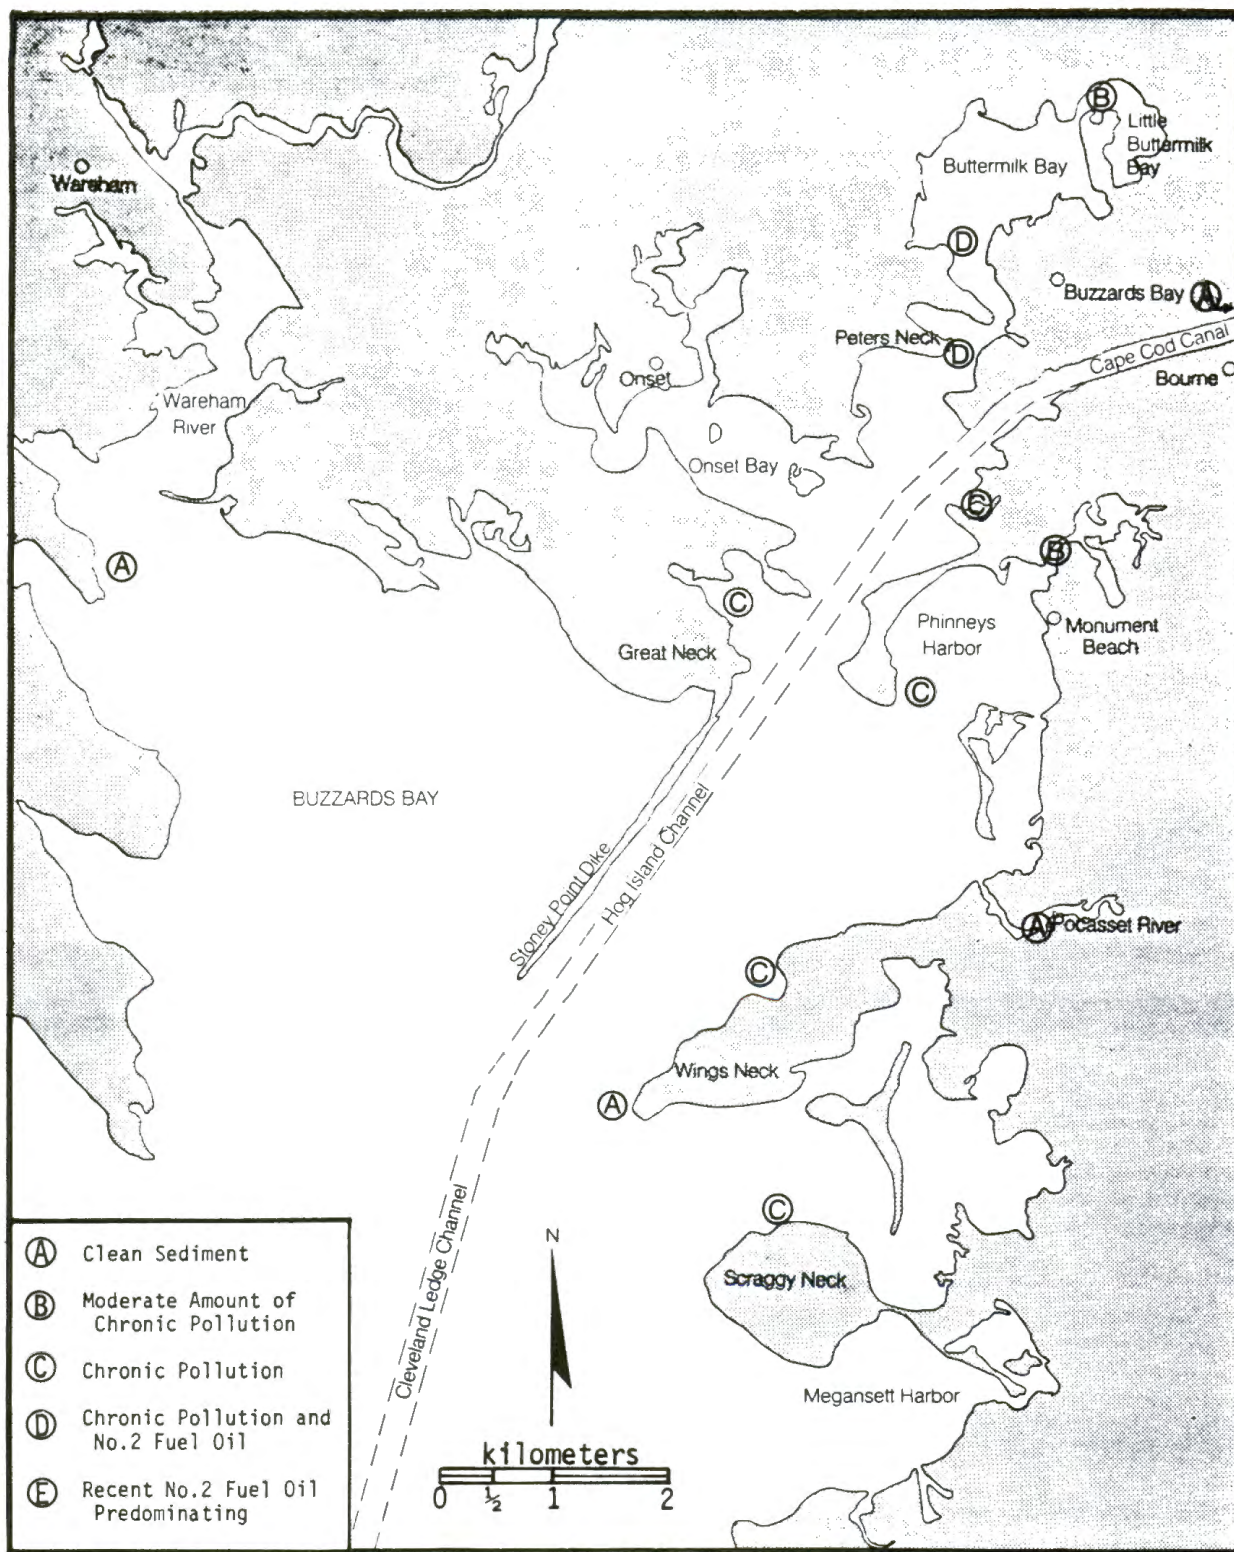 B
Little
Buttermilk
Bay
Buttermilk Bay
Wareham
D
Buzzards Bay
A
Peters Neck
D
Cape Cod Canal
Bourne
Onset
Wareham
River
Onset Bay
C
B
A
C
Phinneys
Harbor
Monument
Beach
Great Neck
C
BUZZARDS BAY
Hog Island Channel
Stoney Point Dike
A
Pocasset River
C
Wings Neck
A
C
Scraggy Neck
Cleveland Ledge Channel
N
Megansett Harbor
A Clean Sediment
B Moderate Amount of
Chronic Pollution
C Chronic Pollution
D Chronic Pollution and
No.2 Fuel Oil
E Recent No.2 Fuel Oil
Predominating
kilometers
0 ½ 1 2